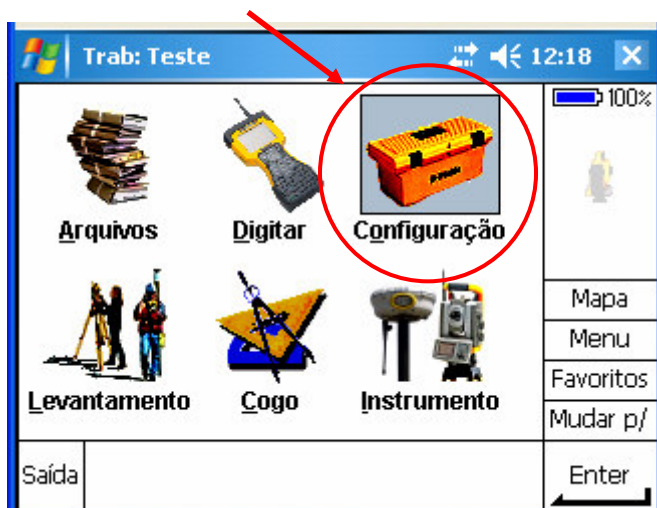 Trab: Teste 12:18
100%
Arquivos Digitar Configuração
Levantamento Cogo Instrumento
Mapa
Menu
Favoritos
Mudar p/
Saída Enter